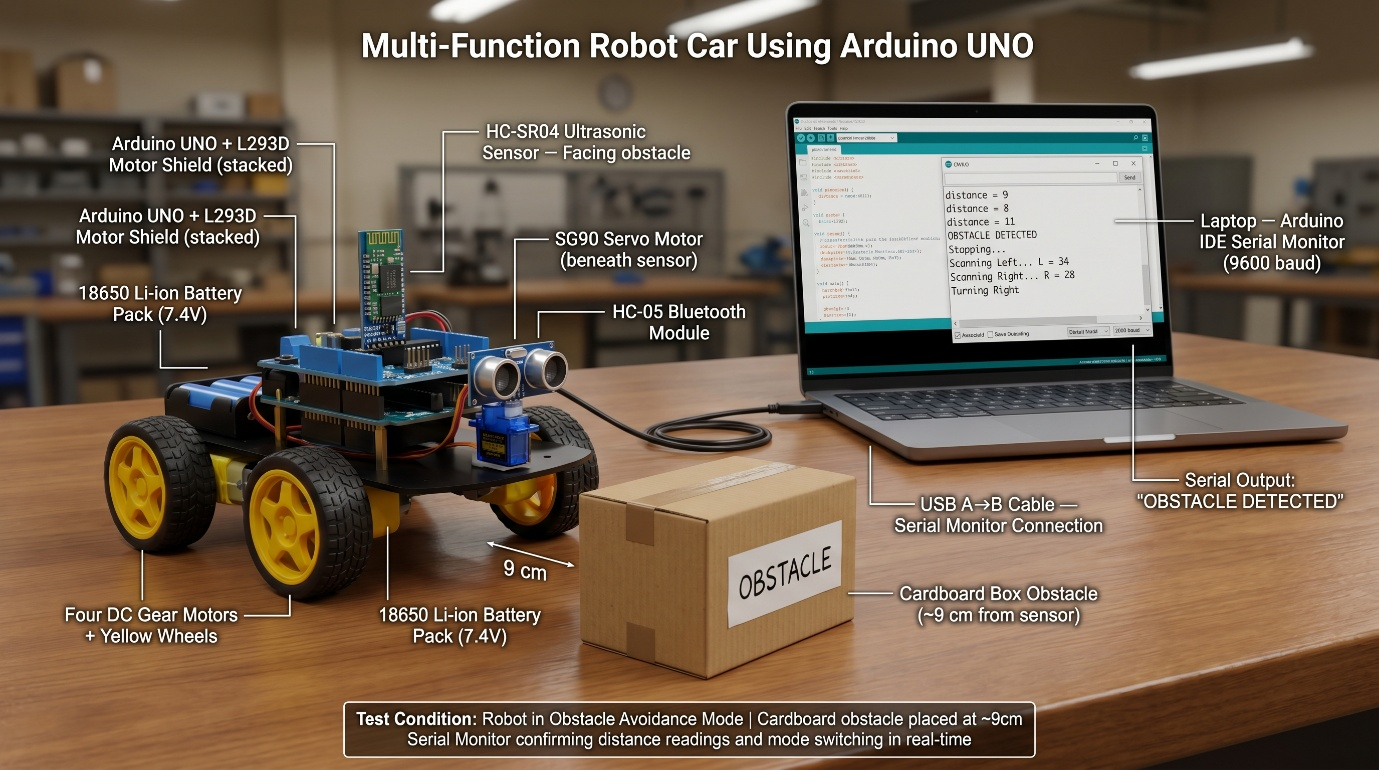 Multi-Function Robot Car Using Arduino UNO
Arduino UNO + L293D
Motor Shield (stacked)
HC-SR04 Ultrasonic
Sensor — Facing obstacle
Arduino UNO + L293D
Motor Shield (stacked)
SG90 Servo Motor
(beneath sensor)
18650 Li-ion Battery
Pack (7.4V)
HC-05 Bluetooth
Module
Send
distance = 9
distance = 8
distance = 11
OBSTACLE DETECTED
Stopping...
Scanning Left... L = 34
Scanning Right... R = 28
Turning Right
2000 baud
Laptop — Arduino
IDE Serial Monitor
(9600 baud)
Serial Output:
"OBSTACLE DETECTED"
USB A→B Cable —
Serial Monitor Connection
9 cm
OBSTACLE
Cardboard Box Obstacle
(~9 cm from sensor)
Four DC Gear Motors
+ Yellow Wheels
18650 Li-ion Battery
Pack (7.4V)
Test Condition: Robot in Obstacle Avoidance Mode | Cardboard obstacle placed at ~9cm
Serial Monitor confirming distance readings and mode switching in real-time